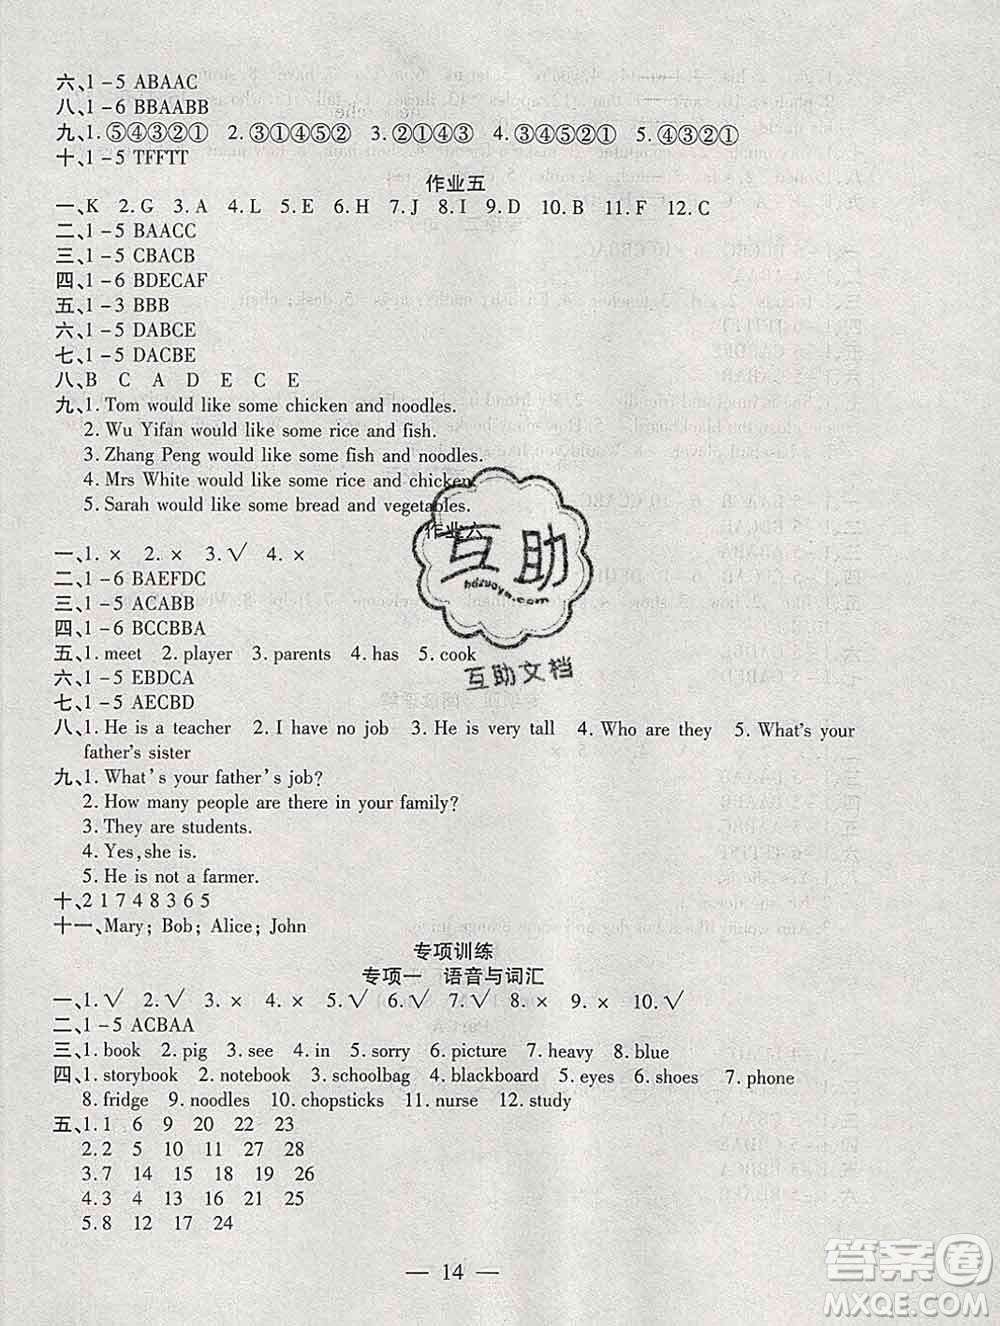 六、1－5 ABAAC
八、1－6 BBAABB
九、1. ⑤④③②① 2. ③①④⑤② 3. ②①④③ 4. ③④⑤②① 5. ④③②①
十、1－5 TFFTT
作业五
一、K 2. G 3. A 4. L 5. E 6. H 7. J 8. I 9. D 10. B 11. F 12. C
二、1－5 BAACC
三、1－5 CBACB
四、1－6 BDECAF
五、1－3 BBB
六、1－5 DABCE
七、1－5 DACBE
八、B C A D E C E
九、1. Tom would like some chicken and noodles.
2. Wu Yifan would like some rice and fish.
3. Zhang Peng would like some fish and noodles.
4. Mrs White would like some rice and chicken.
5. Sarah would like some bread and vegetables.
作业六
一、1. × 2. × 3. √ 4. ×
二、1－6 BAEFDC
三、1－5 ACABB
四、1－6 BCCBBA
五、1. meet 2. player 3. parents 4. has 5. cook
六、1－5 EBDCA
七、1－5 AECBD
八、1. He is a teacher 2. I have no job 3. He is very tall 4. Who are they 5. What's your
father's sister
九、1. What's your father's job?
2. How many people are there in your family?
3. They are students.
4. Yes,she is.
5. He is not a farmer.
十、2 1 7 4 8 3 6 5
十一、Mary; Bob; Alice; John
专项训练
专项一 语音与词汇
一、1. √ 2. √ 3. × 4. × 5. √ 6. √ 7. √ 8. × 9. × 10. √
二、1－5 ACBAA
三、1. book 2. pig 3. see 4. in 5. sorry 6. picture 7. heavy 8. blue
四、1. storybook 2. notebook 3. schoolbag 4. blackboard 5. eyes 6. shoes 7. phone
8. fridge 9. noodles 10. chopsticks 11. nurse 12. study
五、1. 1 6 9 20 22 23
2. 2 5 10 11 27 28
3. 7 14 15 18 29 30
4. 3 4 16 21 25 26
5. 8 12 17 24
— 14 —
互助
hdzuoye.com
互助文档
答案圈
MXQE.COM